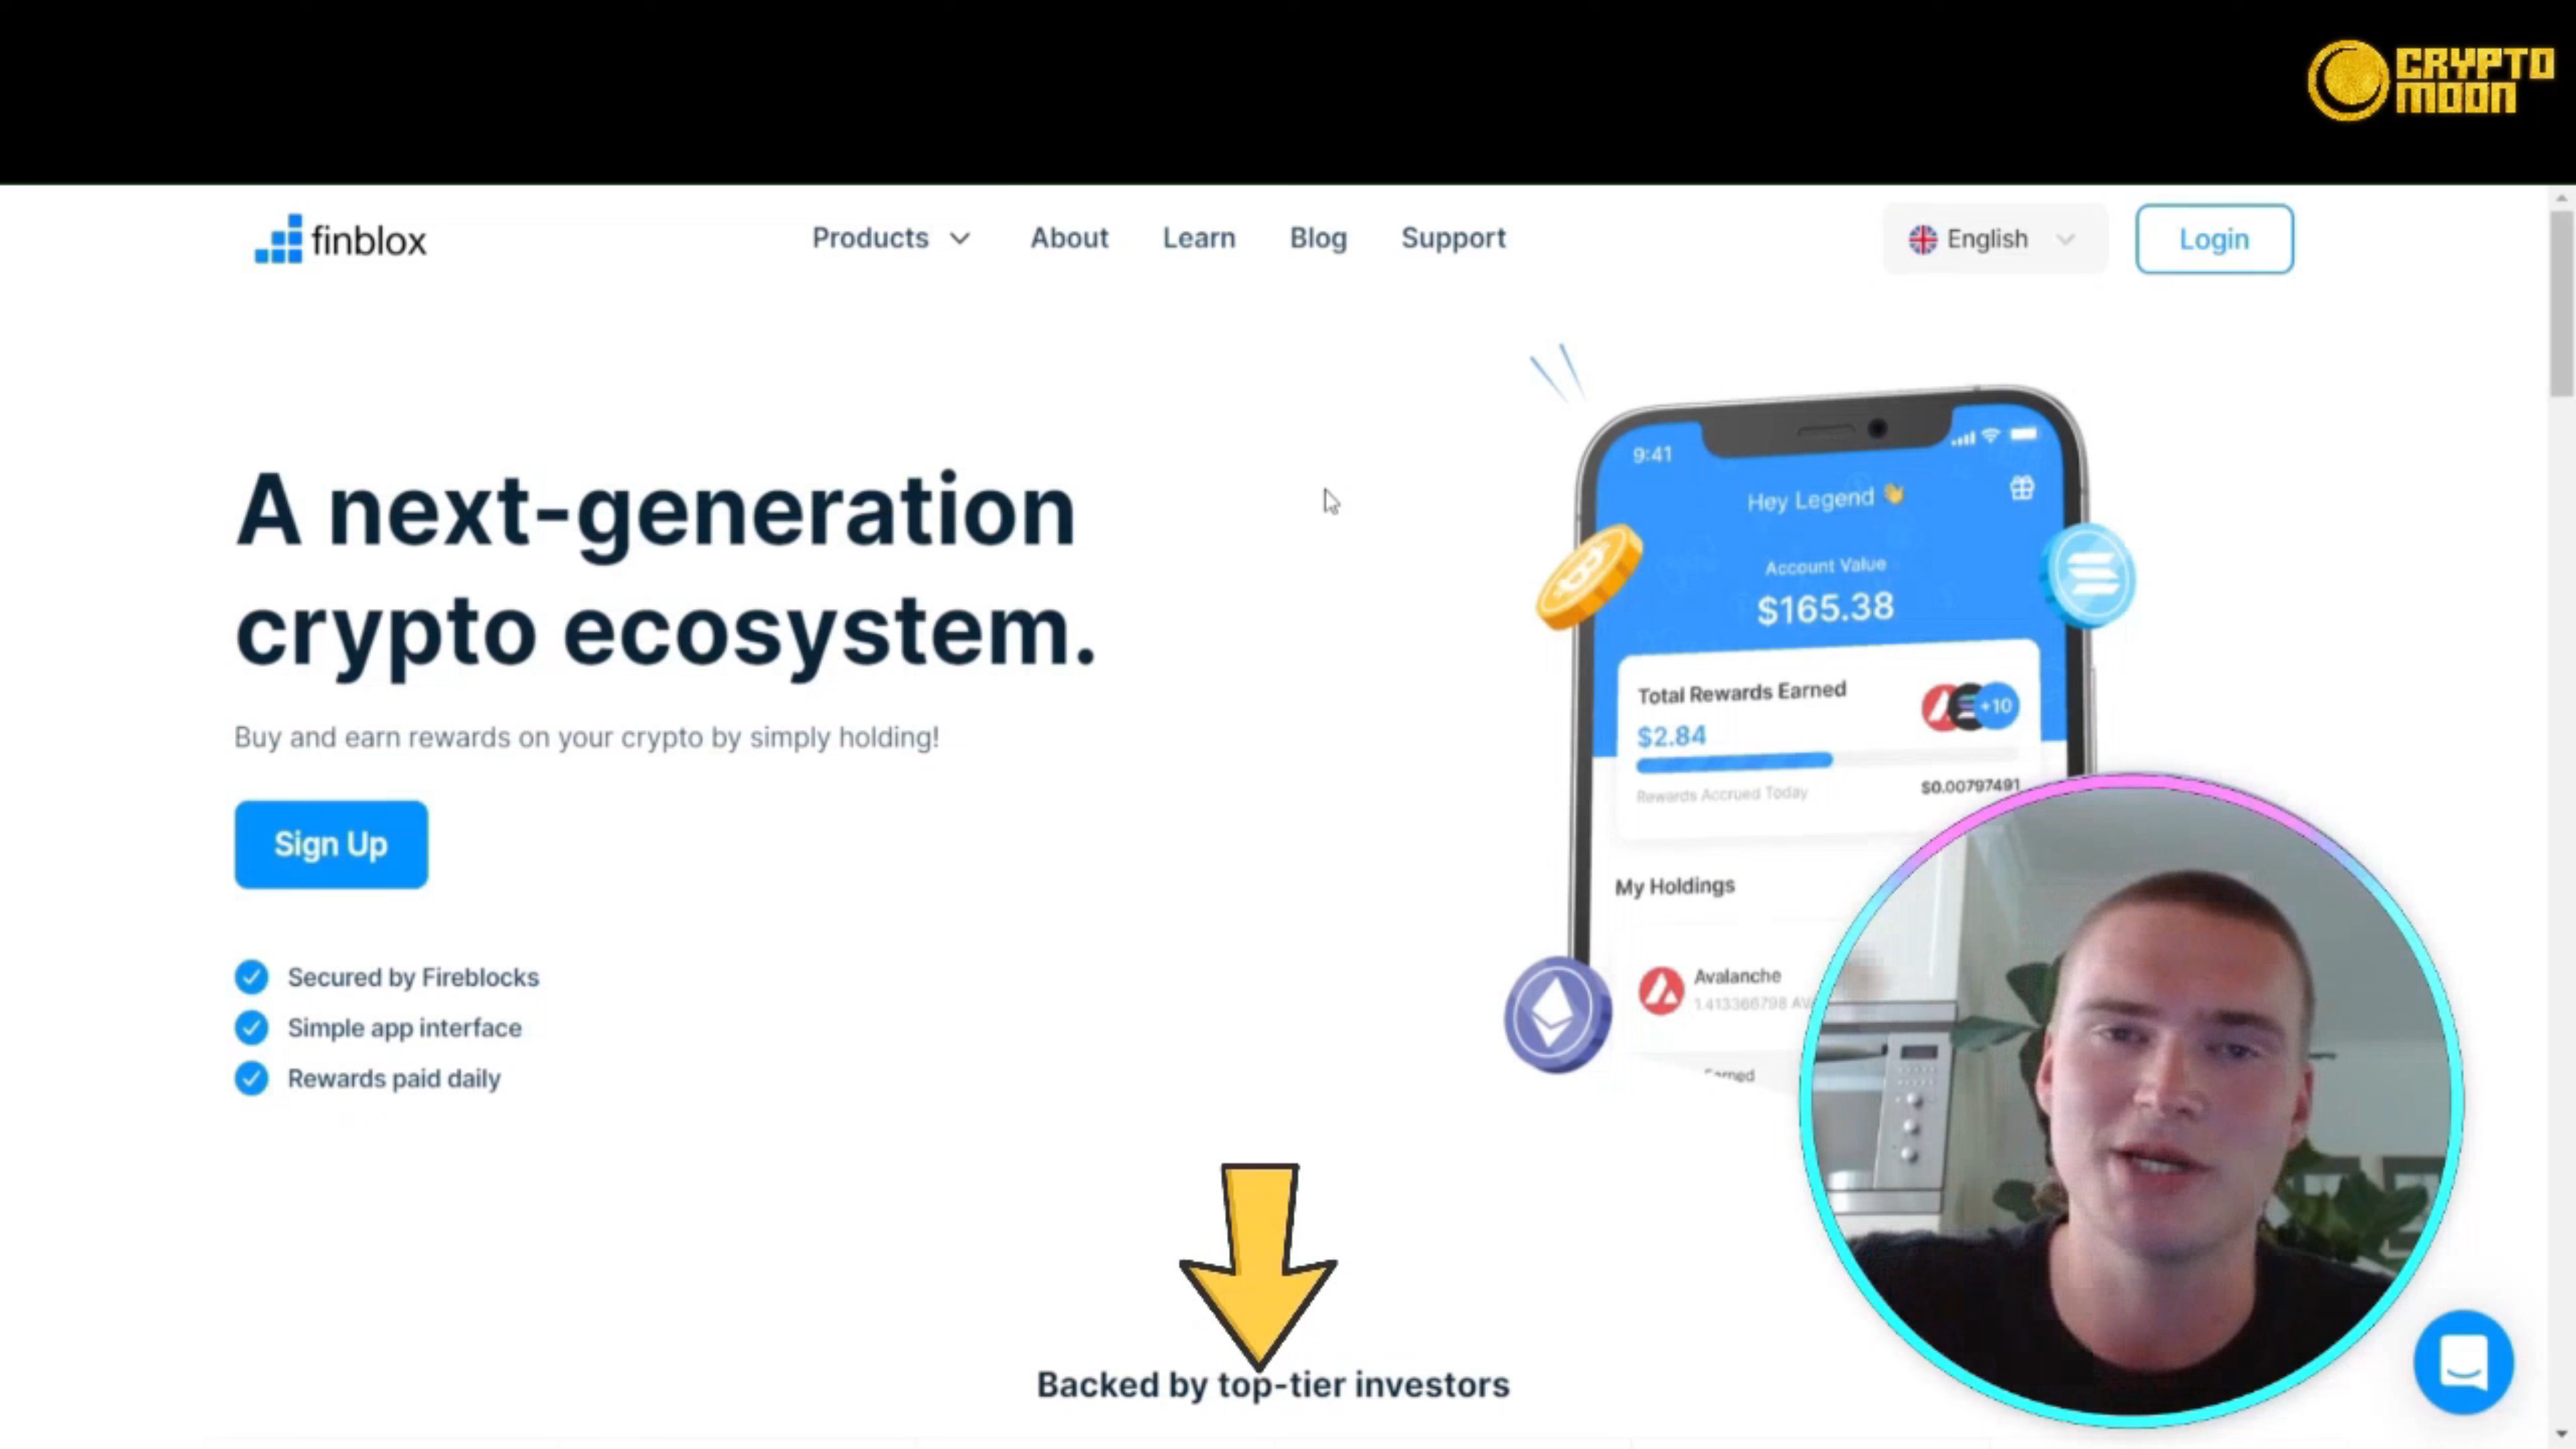 CRYPTO
MOON
finblox
Products
About
Learn
Blog
Support
English
Login
A next-generation
crypto ecosystem.
Buy and earn rewards on your crypto by simply holding!
Sign Up
Secured by Fireblocks
Simple app interface
Rewards paid daily
9:41
Hey Legend
Account Value
$165.38
Total Rewards Earned
+10
$2.84
Rewards Accrued Today
$0.00797491
My Holdings
Avalanche
1.413366798 AV
Backed by top-tier investors